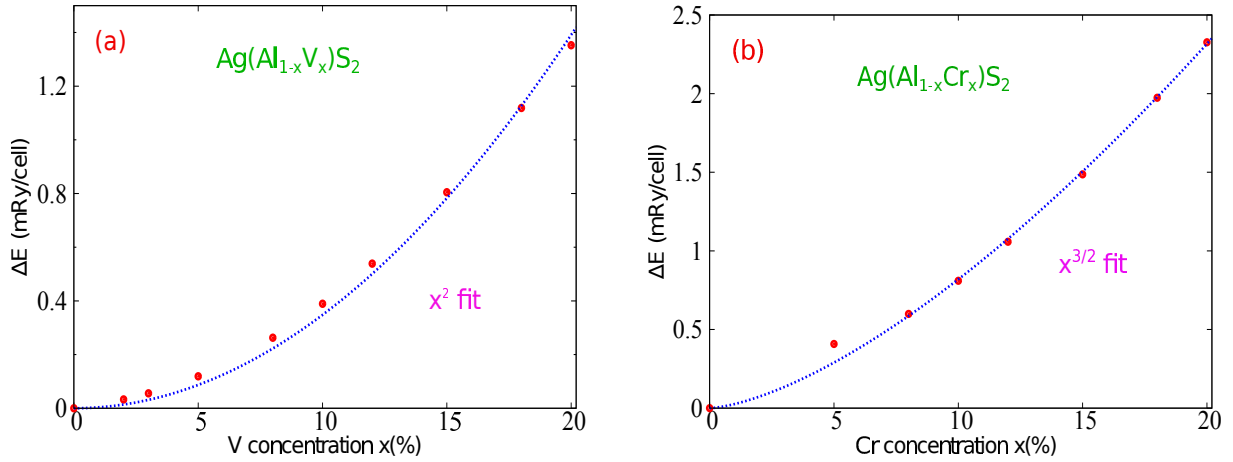 (a)
Ag(Al₁₋ₓVₓ)S₂
x² fit
ΔE (mRy/cell)
1.2
0.8
0.4
0
0 5 10 15 20
V concentration x(%)
(b)
Ag(Al₁₋ₓCrₓ)S₂
x³ᐟ² fit
ΔE (mRy/cell)
2.5
2
1.5
1
0.5
0
0 5 10 15 20
Cr concentration x(%)